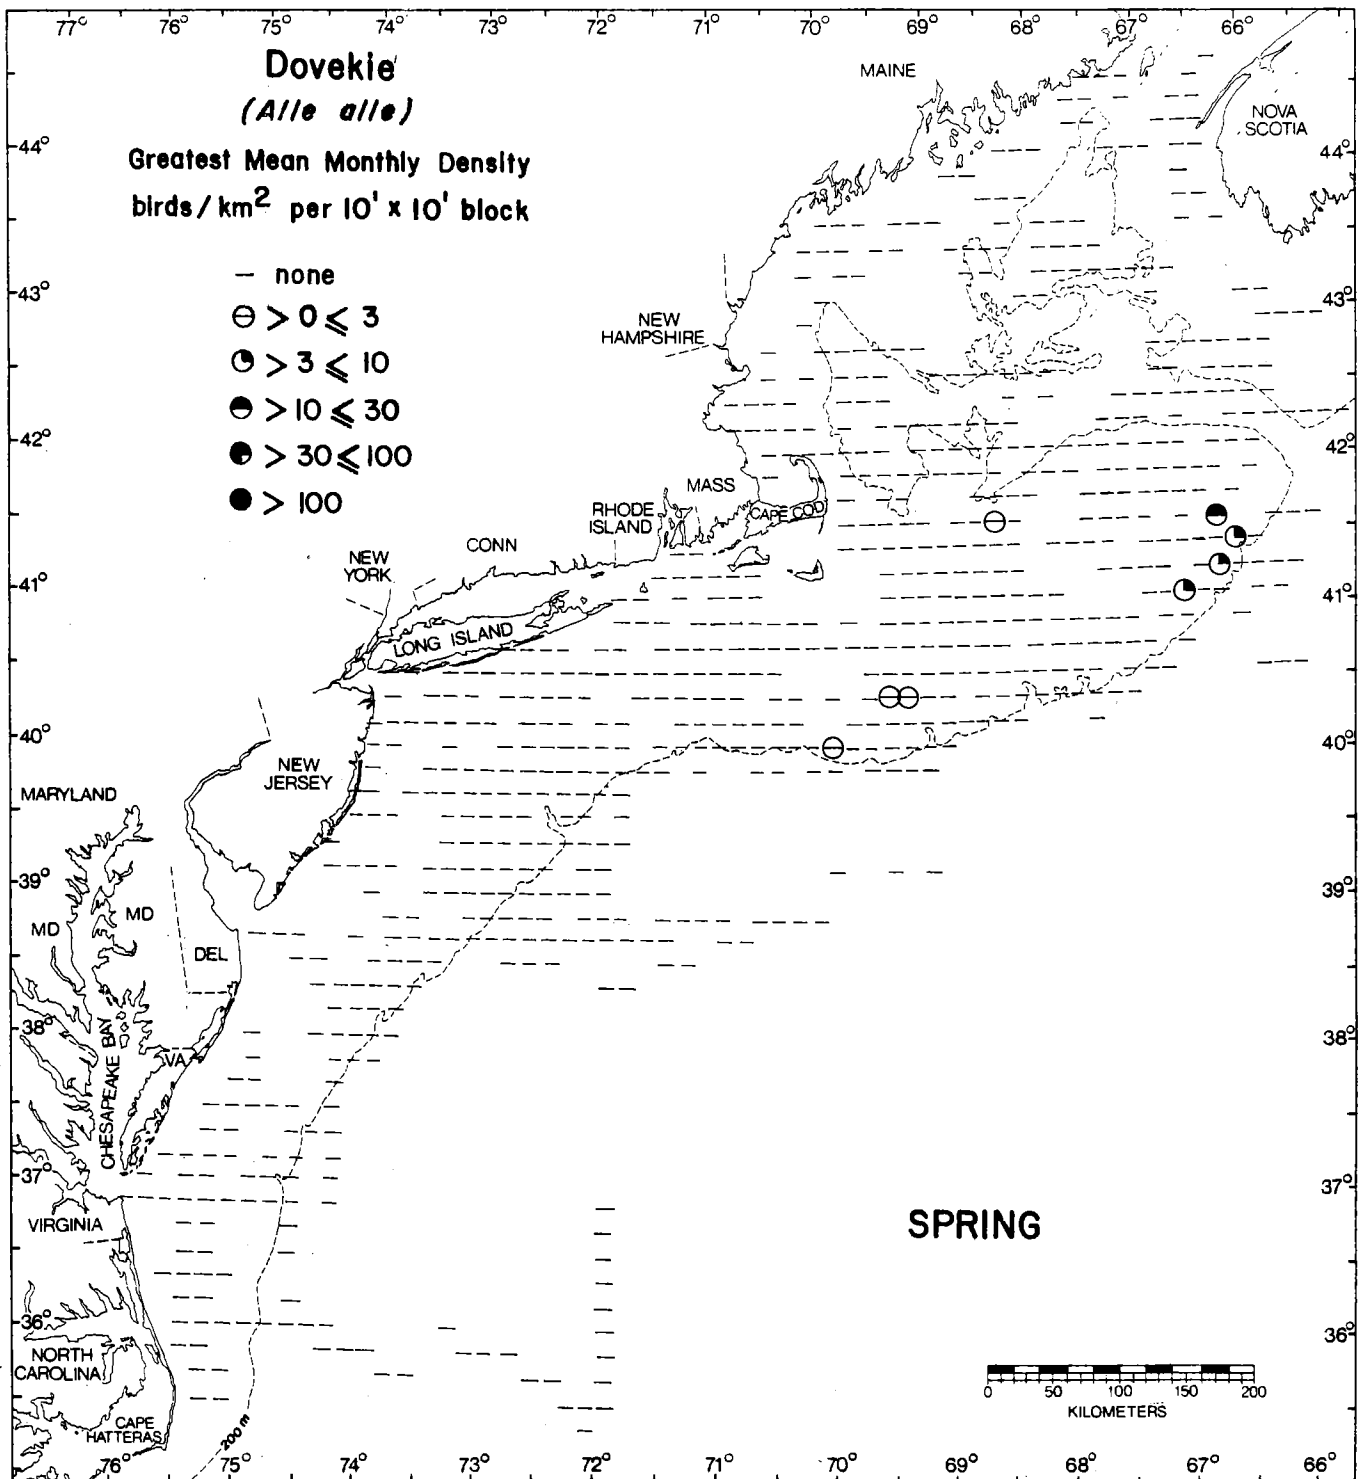 77° 76° 75° 74° 73° 72° 71° 70° 69° 68° 67° 66°
Dovekie
(Alle alle)
Greatest Mean Monthly Density
birds/km² per 10' x 10' block
— none
> 0 ⩽ 3
> 3 ⩽ 10
> 10 ⩽ 30
> 30 ⩽ 100
> 100
MAINE
NOVA
SCOTIA
44° 44°
43° 43°
NEW
HAMPSHIRE
42° 42°
MASS
CAPE COD
RHODE
ISLAND
CONN
NEW
YORK
41° 41°
LONG ISLAND
40° 40°
NEW
JERSEY
MARYLAND
39° 39°
MD
MD
DEL
38° 38°
VA
CHESAPEAKE BAY
37° 37°
VIRGINIA
SPRING
36° 36°
NORTH
CAROLINA
CAPE
HATTERAS
200 m
0 50 100 150 200
KILOMETERS
76° 75° 74° 73° 72° 71° 70° 69° 68° 67° 66°